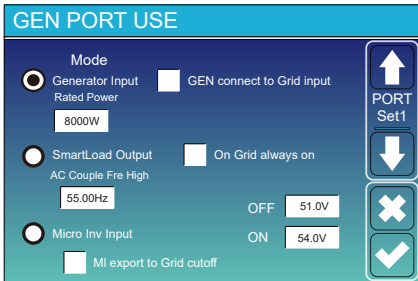 GEN PORT USE
Mode
Generator Input
GEN connect to Grid input
Rated Power
8000W
PORT
Set1
SmartLoad Output
On Grid always on
AC Couple Fre High
55.00Hz
OFF 51.0V
Micro Inv Input
ON 54.0V
MI export to Grid cutoff